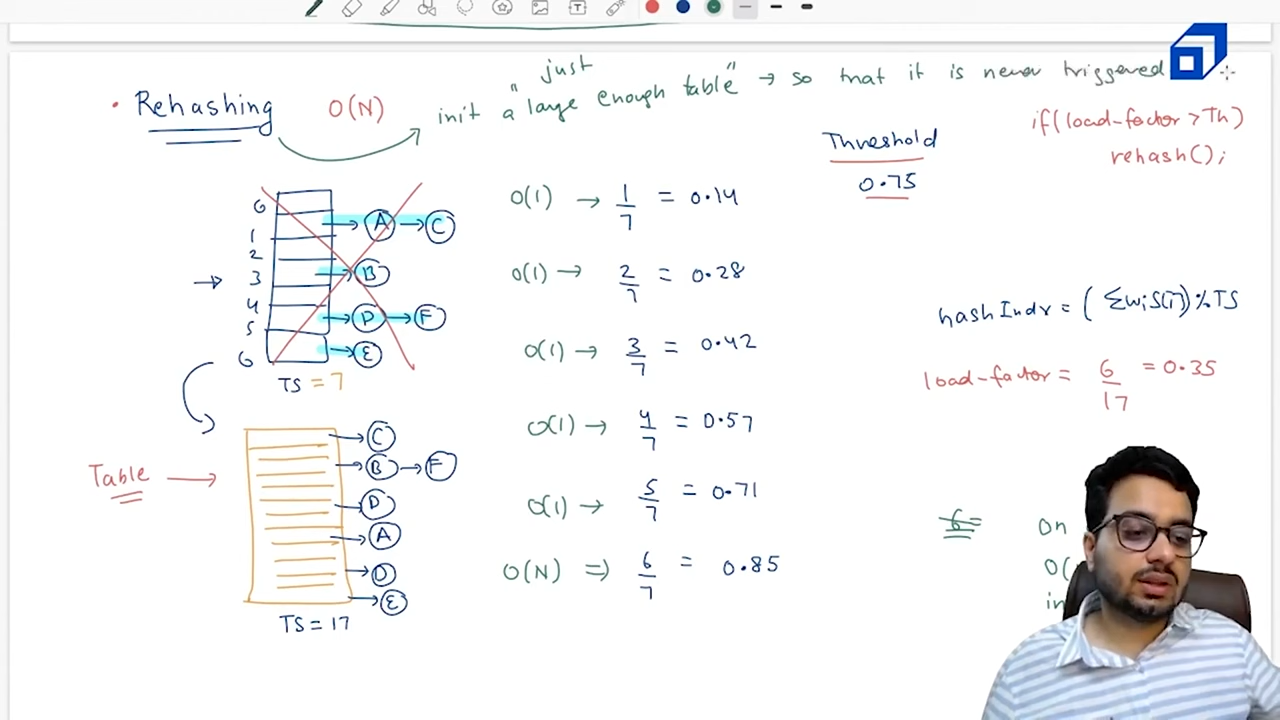 just
• Rehashing O(N) init a "large enough table" → so that it is never triggered
if(load-factor > Th)
rehash();
Threshold
0.75
0
1
2
3
4
5
6
A → C
B
D → F
E
TS = 7
O(1) → 1/7 = 0.14
O(1) → 2/7 = 0.28
O(1) → 3/7 = 0.42
O(1) → 4/7 = 0.57
O(1) → 5/7 = 0.71
O(N) ⇒ 6/7 = 0.85
hashIndx = ( Σwis(i) ) % TS
load-factor = 6/17 = 0.35
Table →
C
B → F
D
A
D
E
TS = 17
6
On
O(
in